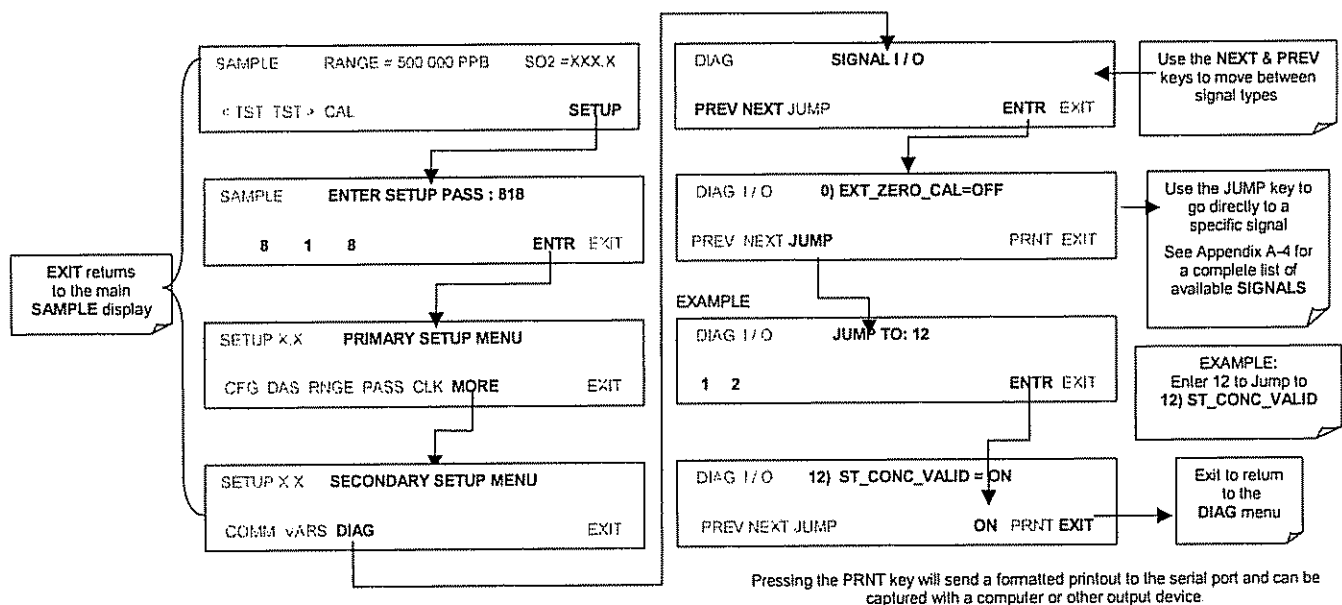 SAMPLE RANGE = 500 000 PPB SO2 =XXX.X
< TST TST > CAL SETUP
SAMPLE ENTER SETUP PASS : 818
8 1 8 ENTR EXIT
EXIT returns
to the main
SAMPLE display
SETUP X.X PRIMARY SETUP MENU
CFG DAS RNGE PASS CLK MORE EXIT
SETUP X.X SECONDARY SETUP MENU
COMM VARS DIAG EXIT
DIAG SIGNAL I / O
PREV NEXT JUMP ENTR EXIT
Use the NEXT & PREV
keys to move between
signal types
DIAG I / O 0) EXT_ZERO_CAL=OFF
PREV NEXT JUMP PRNT EXIT
Use the JUMP key to
go directly to a
specific signal
See Appendix A-4 for
a complete list of
available SIGNALS
EXAMPLE
DIAG I / O JUMP TO: 12
1 2 ENTR EXIT
EXAMPLE:
Enter 12 to Jump to
12) ST_CONC_VALID
DIAG I / O 12) ST_CONC_VALID = ON
PREV NEXT JUMP ON PRNT EXIT
Exit to return
to the
DIAG menu
Pressing the PRNT key will send a formatted printout to the serial port and can be
captured with a computer or other output device